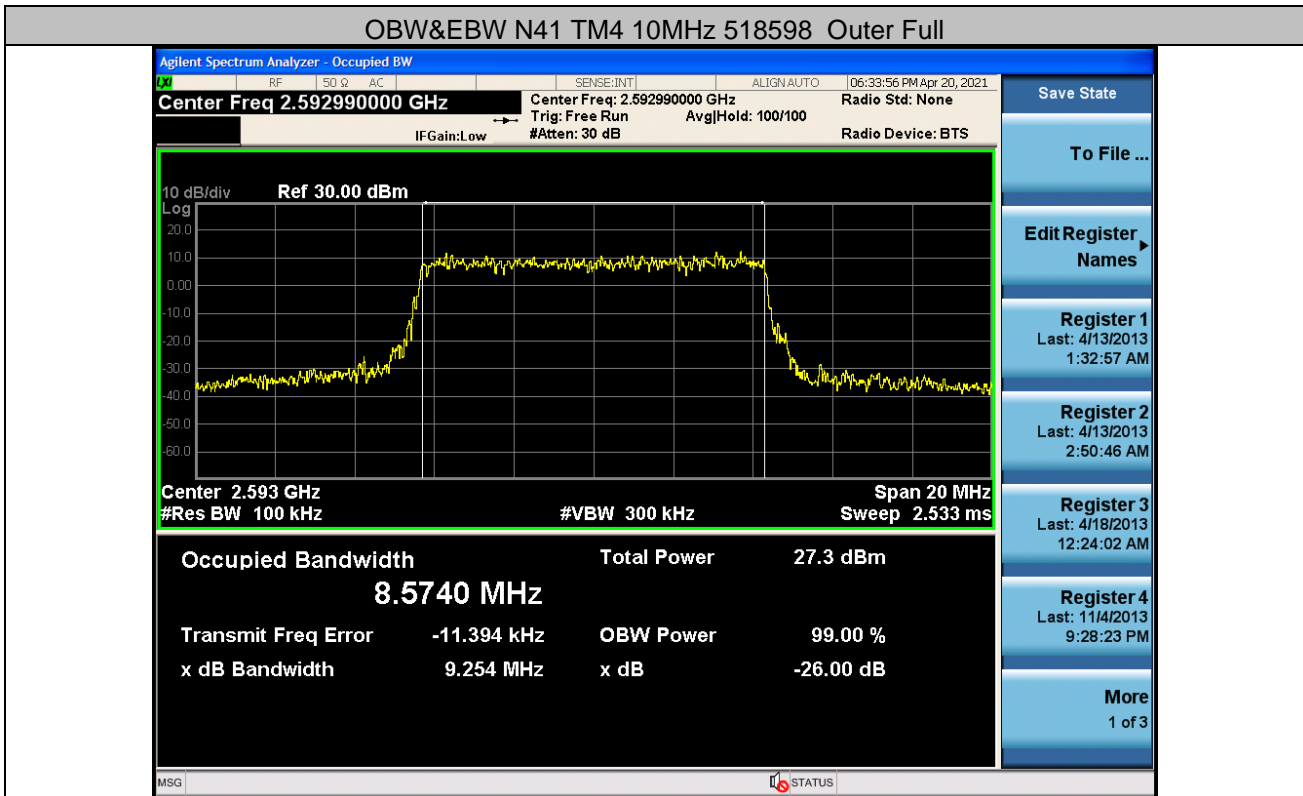 OBW&EBW N41 TM4 10MHz 518598 Outer Full
Agilent Spectrum Analyzer - Occupied BW
LXI RF 50 Ω AC SENSE:INT ALIGN AUTO 06:33:56 PM Apr 20, 2021
Center Freq 2.592990000 GHz
Center Freq: 2.592990000 GHz
Radio Std: None
Trig: Free Run Avg|Hold: 100/100
IFGain:Low #Atten: 30 dB Radio Device: BTS
10 dB/div Ref 30.00 dBm
Log
20.0
10.0
0.00
-10.0
-20.0
-30.0
-40.0
-50.0
-60.0
Center 2.593 GHz Span 20 MHz
#Res BW 100 kHz #VBW 300 kHz Sweep 2.533 ms
Occupied Bandwidth Total Power 27.3 dBm
8.5740 MHz
Transmit Freq Error -11.394 kHz OBW Power 99.00 %
x dB Bandwidth 9.254 MHz x dB -26.00 dB
MSG STATUS
Save State
To File ...
Edit Register
Names
Register 1
Last: 4/13/2013
1:32:57 AM
Register 2
Last: 4/13/2013
2:50:46 AM
Register 3
Last: 4/18/2013
12:24:02 AM
Register 4
Last: 11/4/2013
9:28:23 PM
More
1 of 3